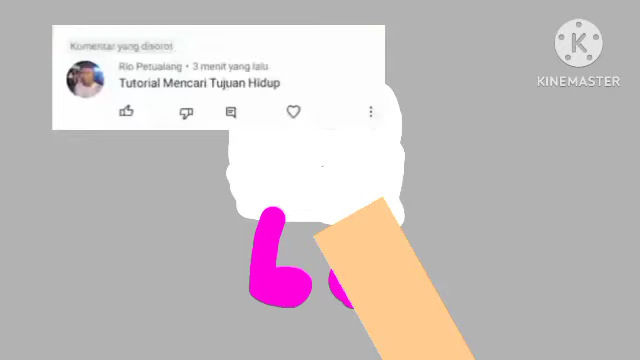 Komentar yang disorot
Rio Petualang • 3 menit yang lalu
Tutorial Mencari Tujuan Hidup
K
KINEMASTER